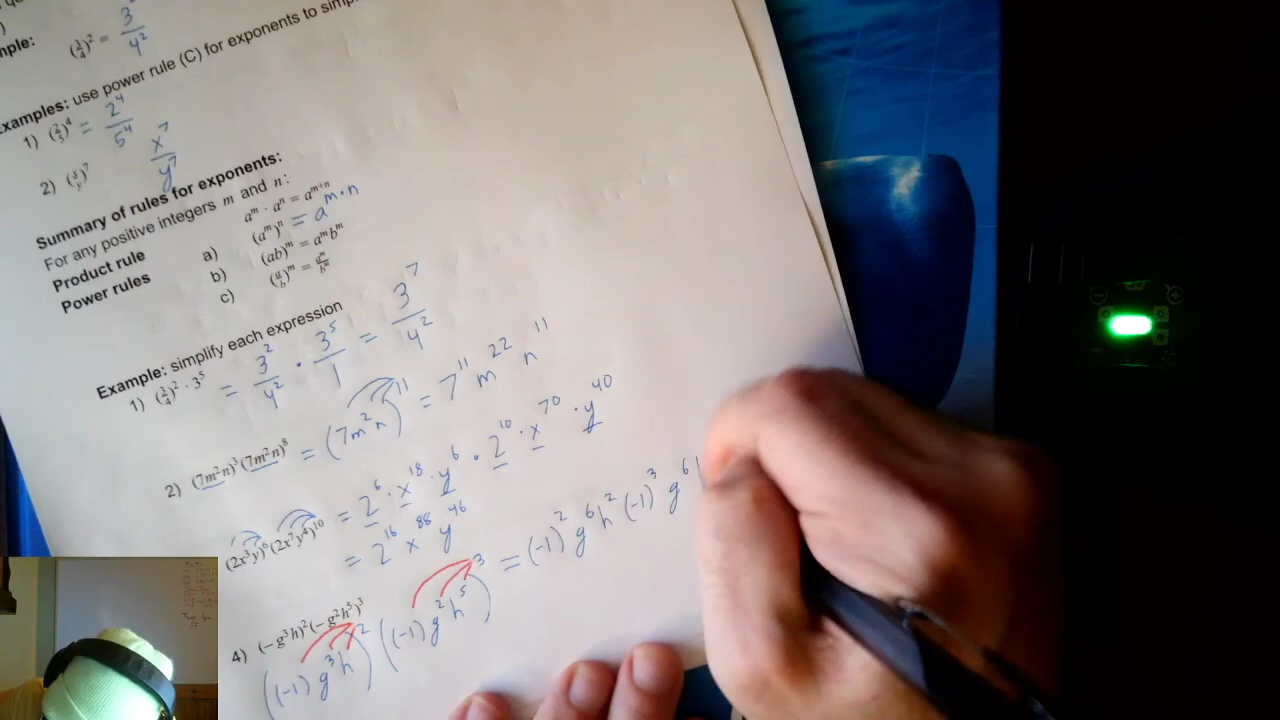 (3/4)² = 3/4²
Examples: use power rule (C) for exponents to simpl
1) (2/5)⁴ = 2⁴/5⁴
2) (x/y)⁷ x⁷/y⁷
Summary of rules for exponents:
For any positive integers m and n:
Product rule aᵐ · aⁿ = aᵐ⁺ⁿ
Power rules a) (aᵐ)ⁿ = a^(m·n)
b) (ab)ᵐ = aᵐbᵐ
c) (a/b)ᵐ = aᵐ/bᵐ
Example: simplify each expression
1) (3/4)² · 3⁵ = 3²/4² · 3⁵/1 = 3⁷/4²
2) (7m²n)³(7m²n)⁸ = (7m²n)¹¹ = 7¹¹ m²² n¹¹
(2x³y)⁶(2x⁷y⁴)¹⁰ = 2⁶ · x¹⁸ · y⁶ · 2¹⁰ · x⁷⁰ · y⁴⁰
= 2¹⁶ x⁸⁸ y⁴⁶
4) (−g³h)²(−g²h⁵)³
((-1) g³h)² ((-1) g²h⁵)³ = (-1)² g⁶ h² (-1)³ g⁶